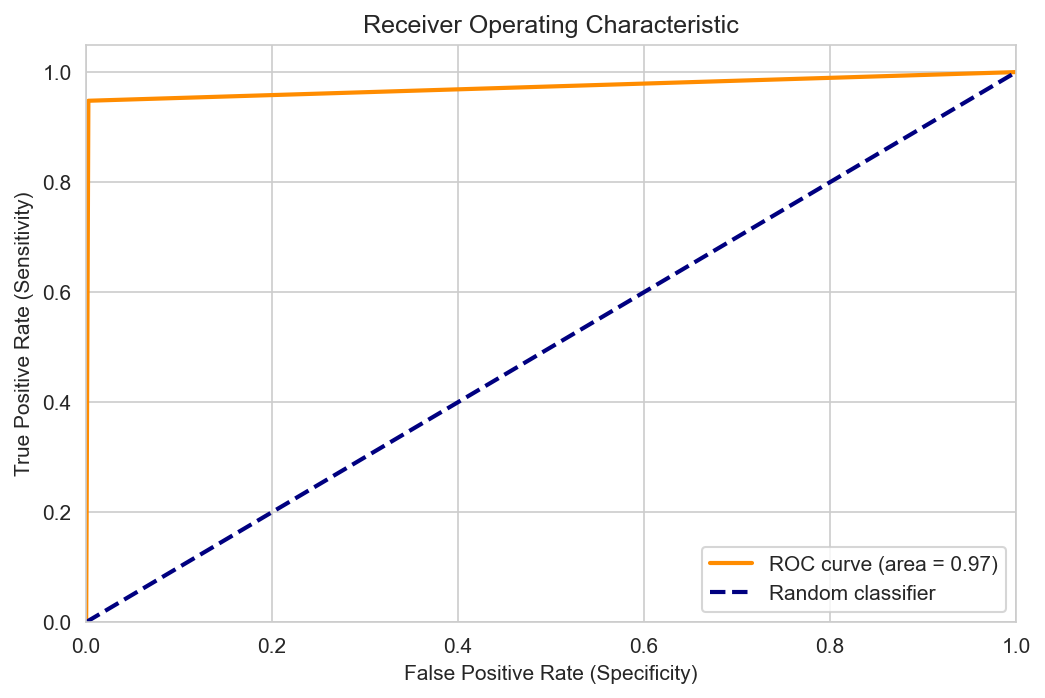 Receiver Operating Characteristic
True Positive Rate (Sensitivity)
1.0
0.8
0.6
0.4
0.2
0.0
0.0 0.2 0.4 0.6 0.8 1.0
False Positive Rate (Specificity)
ROC curve (area = 0.97)
Random classifier